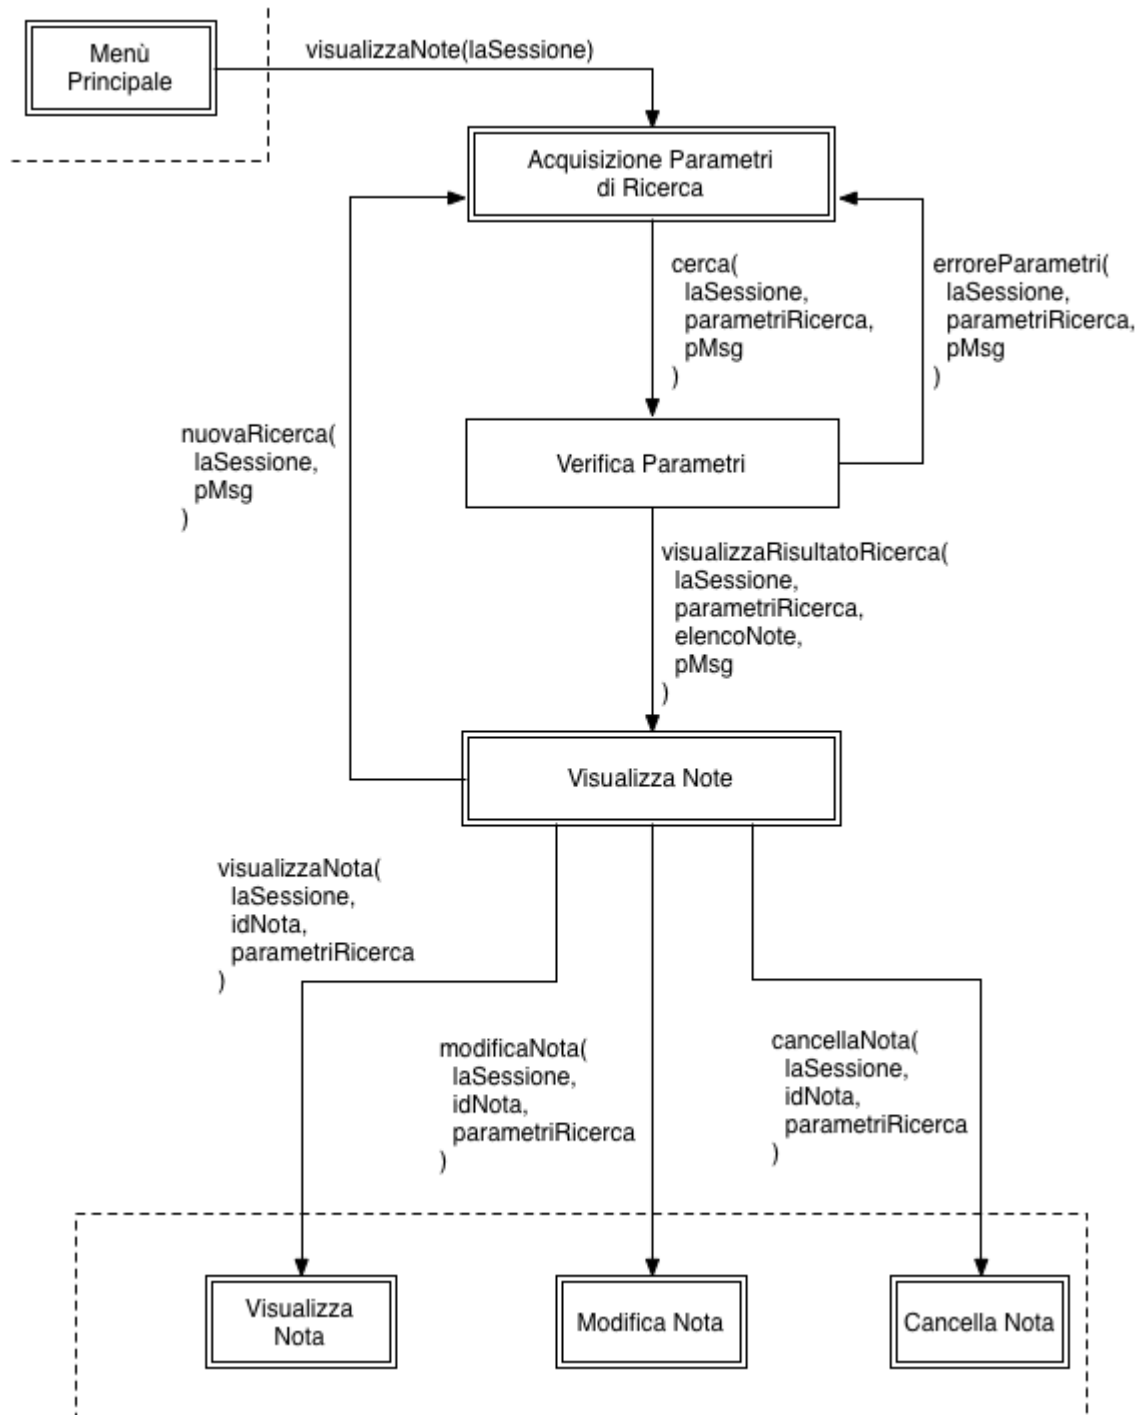 Menù
Principale
visualizzaNote(laSessione)
Acquisizione Parametri
di Ricerca
cerca(
laSessione,
parametriRicerca,
pMsg
)
erroreParametri(
laSessione,
parametriRicerca,
pMsg
)
nuovaRicerca(
laSessione,
pMsg
)
Verifica Parametri
visualizzaRisultatoRicerca(
laSessione,
parametriRicerca,
elencoNote,
pMsg
)
Visualizza Note
visualizzaNota(
laSessione,
idNota,
parametriRicerca
)
modificaNota(
laSessione,
idNota,
parametriRicerca
)
cancellaNota(
laSessione,
idNota,
parametriRicerca
)
Visualizza
Nota
Modifica Nota
Cancella Nota